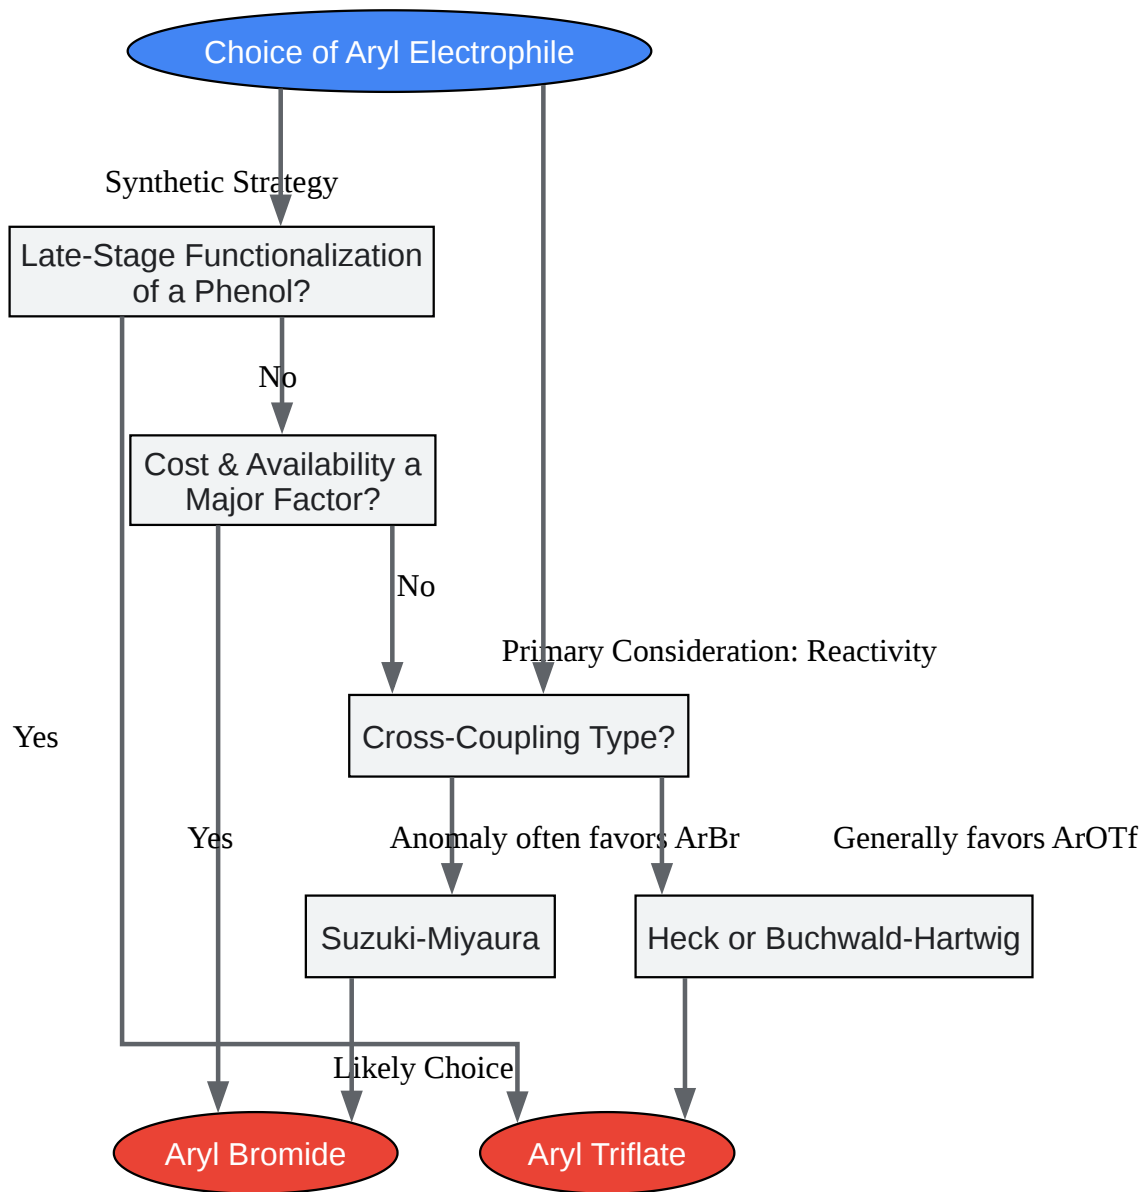 Choice of Aryl Electrophile
Synthetic Strategy
Late-Stage Functionalization
of a Phenol?
No
Cost & Availability a
Major Factor?
No
Primary Consideration: Reactivity
Cross-Coupling Type?
Yes
Yes
Anomaly often favors ArBr
Generally favors ArOTf
Suzuki-Miyaura
Heck or Buchwald-Hartwig
Likely Choice
Aryl Bromide
Aryl Triflate